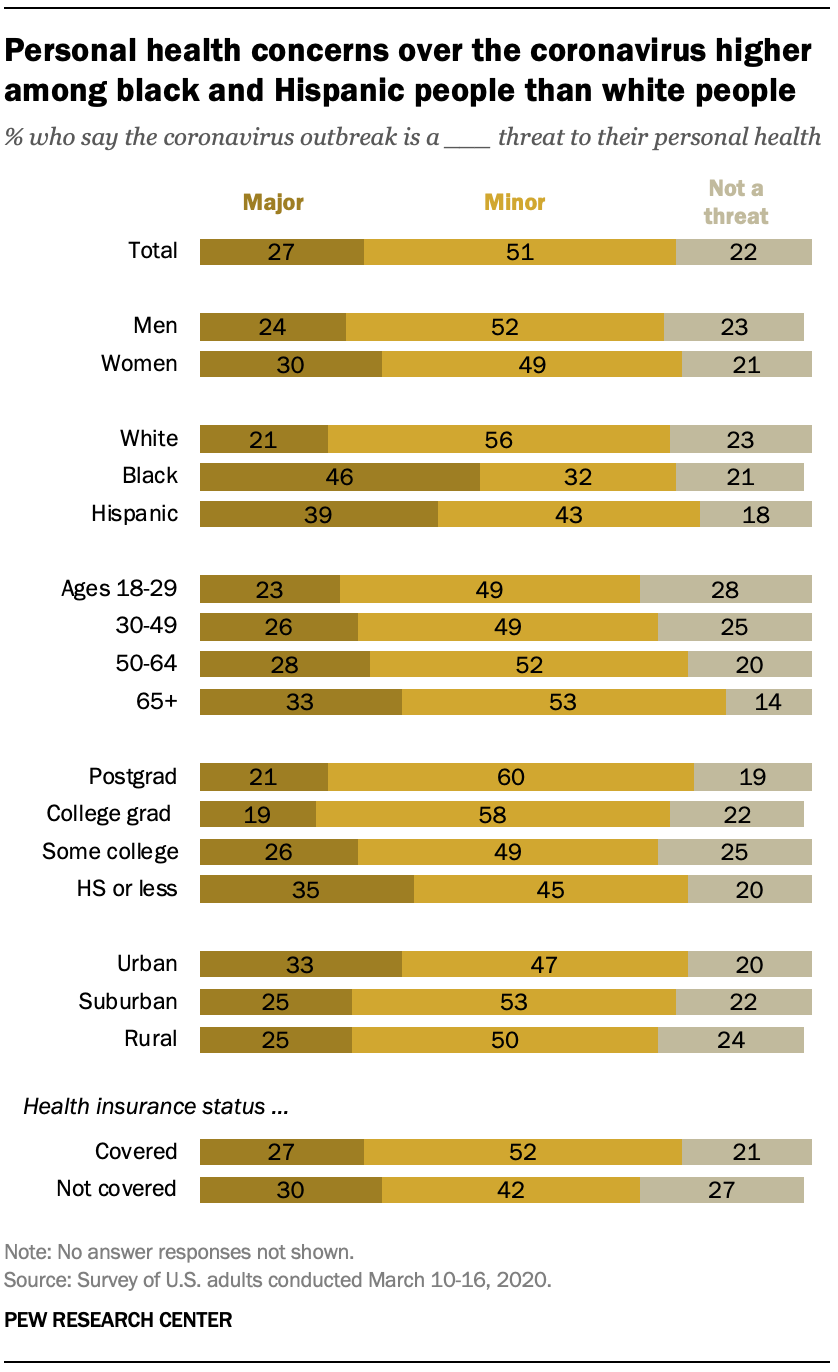 Personal health concerns over the coronavirus higher
among black and Hispanic people than white people
% who say the coronavirus outbreak is a ___ threat to their personal health
Major Minor Not a
threat
Total 27 51 22
Men 24 52 23
Women 30 49 21
White 21 56 23
Black 46 32 21
Hispanic 39 43 18
Ages 18-29 23 49 28
30-49 26 49 25
50-64 28 52 20
65+ 33 53 14
Postgrad 21 60 19
College grad 19 58 22
Some college 26 49 25
HS or less 35 45 20
Urban 33 47 20
Suburban 25 53 22
Rural 25 50 24
Health insurance status ...
Covered 27 52 21
Not covered 30 42 27
Note: No answer responses not shown.
Source: Survey of U.S. adults conducted March 10-16, 2020.
PEW RESEARCH CENTER